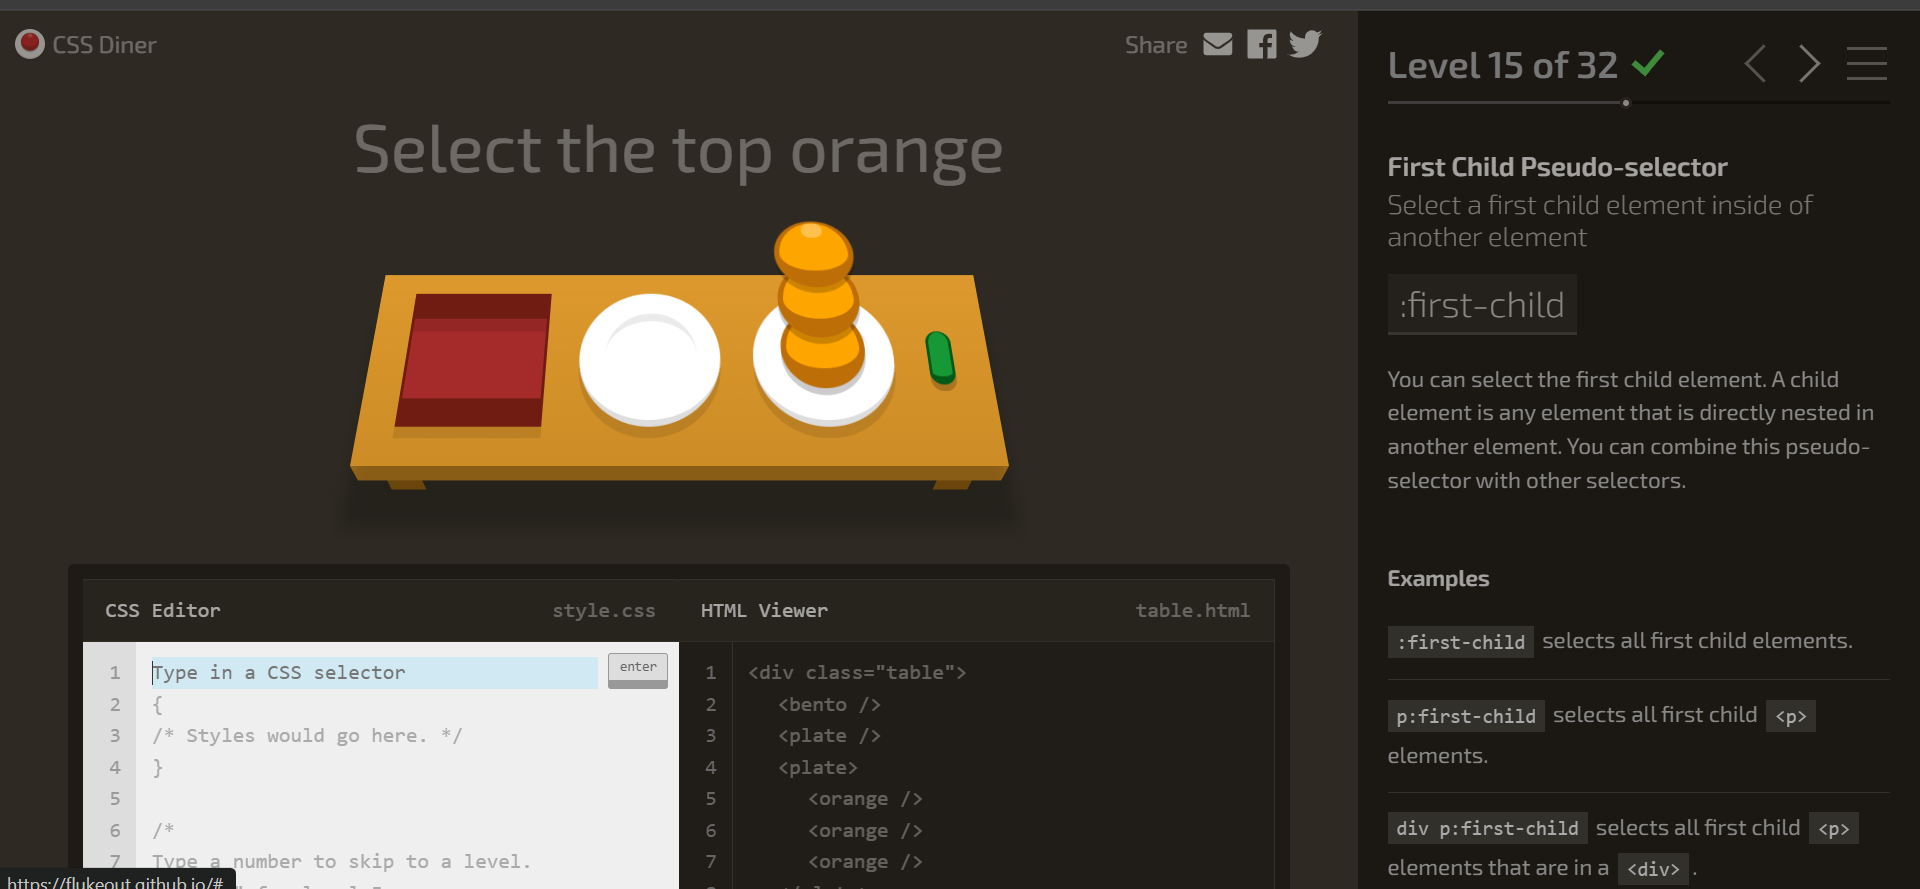 CSS Diner
Share
Select the top orange
Level 15 of 32
First Child Pseudo-selector
Select a first child element inside of
another element
:first-child
You can select the first child element. A child
element is any element that is directly nested in
another element. You can combine this pseudo-
selector with other selectors.
Examples
:first-child selects all first child elements.
p:first-child selects all first child <p>
elements.
div p:first-child selects all first child <p>
elements that are in a <div> .
CSS Editor style.css
1 Type in a CSS selector enter
2 {
3 /* Styles would go here. */
4 }
5
6 /*
7 Type a number to skip to a level.
HTML Viewer table.html
1 <div class="table">
2 <bento />
3 <plate />
4 <plate>
5 <orange />
6 <orange />
7 <orange />
https://flukeout.github.io/#